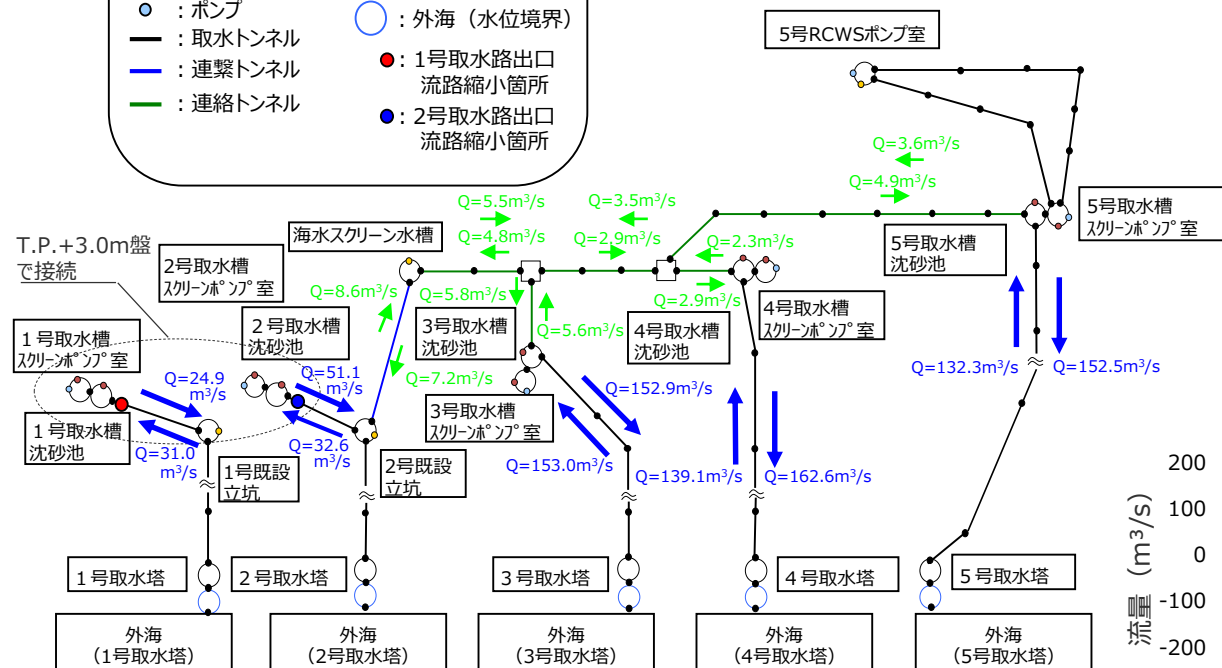 ：ポンプ
：取水トンネル
：連繋トンネル
：連絡トンネル
：外海（水位境界）
：1号取水路出口
流路縮小箇所
：2号取水路出口
流路縮小箇所
5号RCWSポンプ室
Q=3.6m³/s
Q=4.9m³/s
Q=5.5m³/s
Q=3.5m³/s
Q=4.8m³/s
Q=2.9m³/s
Q=2.3m³/s
5号取水槽
スクリーンポンプ室
5号取水槽
沈砂池
T.P.+3.0m盤
で接続
海水スクリーン水槽
2号取水槽
スクリーンポンプ室
Q=8.6m³/s
Q=5.8m³/s
Q=2.9m³/s
4号取水槽
スクリーンポンプ室
1号取水槽
スクリーンポンプ室
２号取水槽
沈砂池
3号取水槽
沈砂池
Q=5.6m³/s
4号取水槽
沈砂池
Q=24.9
m³/s
Q=51.1
m³/s
Q=7.2m³/s
Q=152.9m³/s
Q=132.3m³/s
Q=152.5m³/s
１号取水槽
沈砂池
Q=31.0
m³/s
Q=32.6
m³/s
3号取水槽
スクリーンポンプ室
Q=153.0m³/s
Q=139.1m³/s
Q=162.6m³/s
1号既設
立坑
2号既設
立坑
1号取水塔
２号取水塔
３号取水塔
４号取水塔
５号取水塔
外海
（1号取水塔）
外海
（2号取水塔）
外海
（3号取水塔）
外海
（4号取水塔）
外海
（5号取水塔）
流量（m³/s）
200
100
0
-100
-200